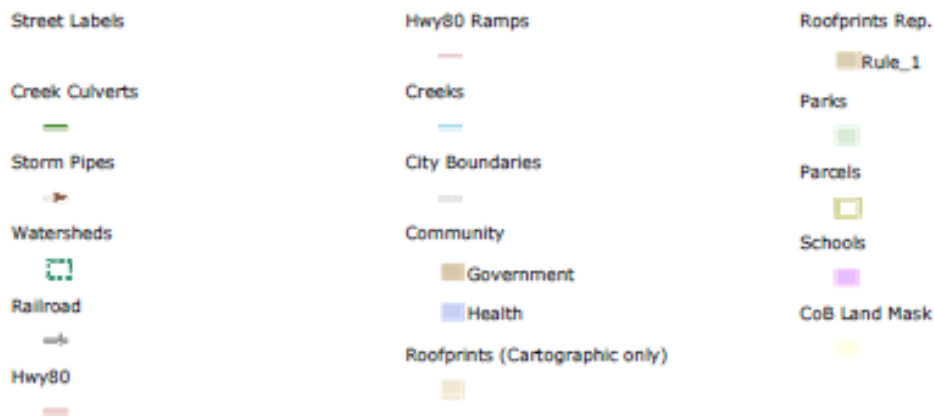 Street Labels
Creek Culverts
Storm Pipes
Watersheds
Railroad
Hwy80
Hwy80 Ramps
Creeks
City Boundaries
Community
Government
Health
Roofprints (Cartographic only)
Roofprints Rep.
Rule_1
Parks
Parcels
Schools
CoB Land Mask